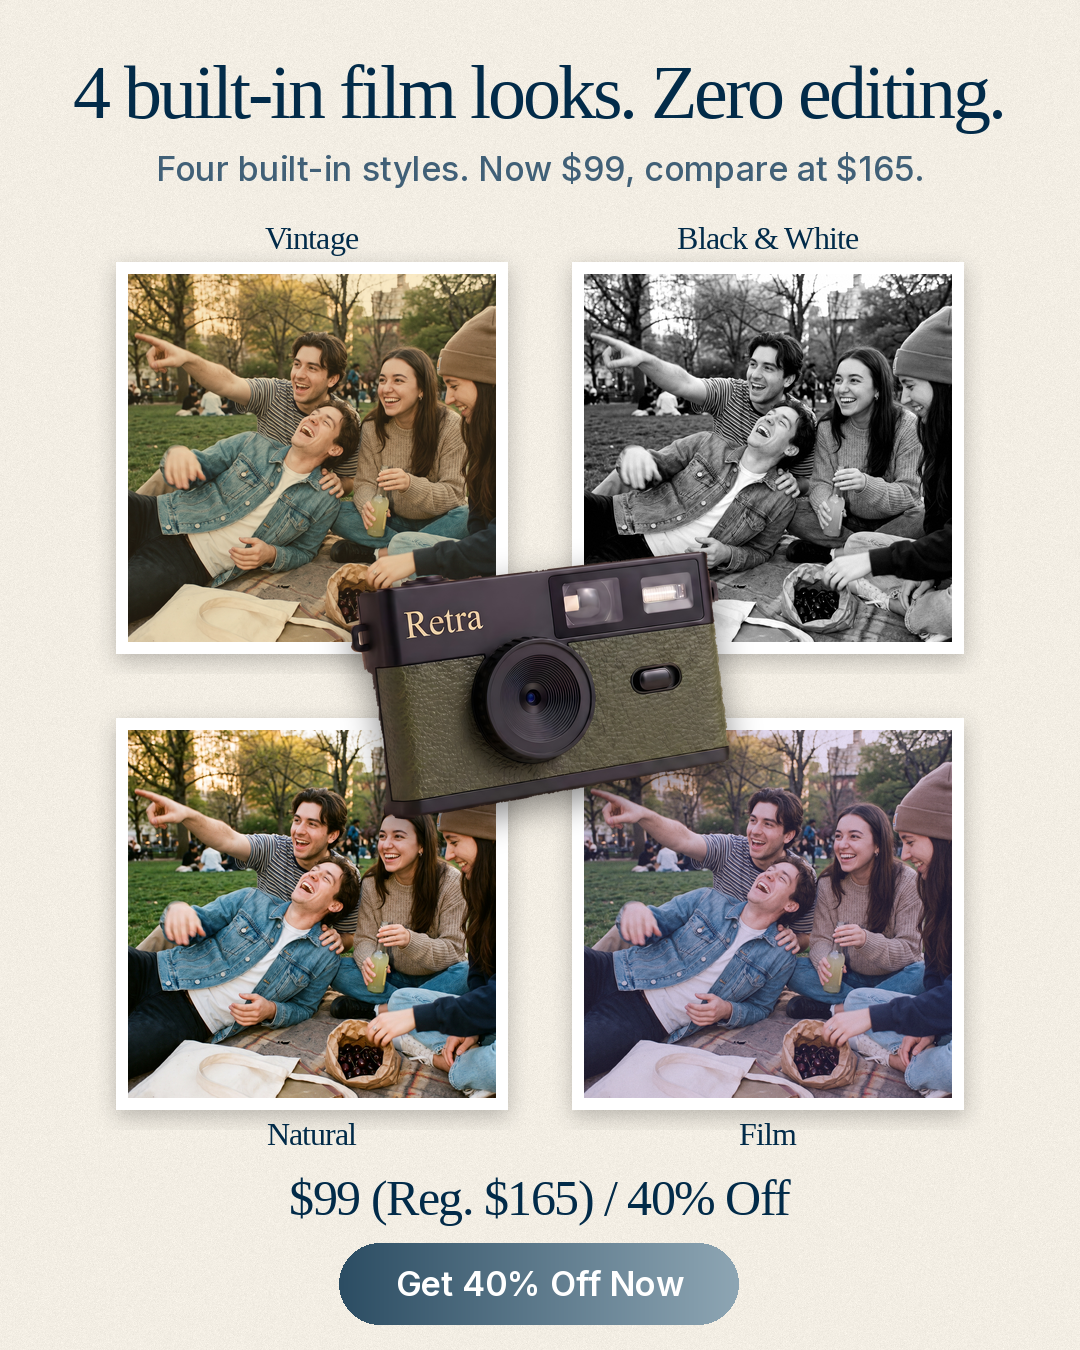 4 built-in film looks. Zero editing.
Four built-in styles. Now $99, compare at $165.
Vintage
Black & White
Retra
Natural
Film
$99 (Reg. $165) / 40% Off
Get 40% Off Now